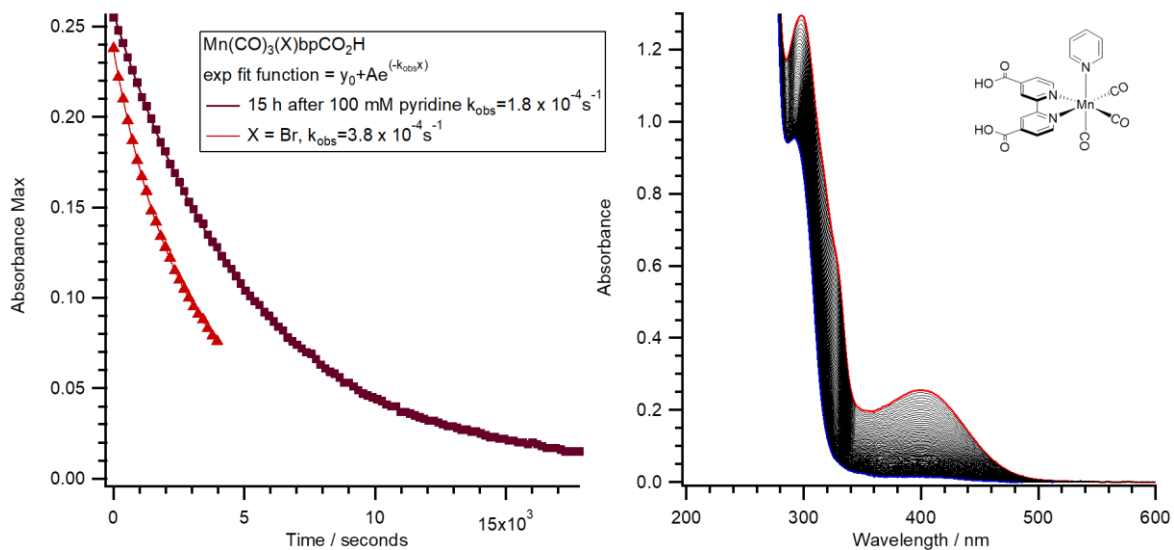 0.25
0.20
0.15
0.10
0.05
0.00
Absorbance Max
Mn(CO)₃(X)bpCO₂H
exp fit function = y₀+Ae^(-k_obs x)
15 h after 100 mM pyridine k_obs=1.8 x 10⁻⁴s⁻¹
X = Br, k_obs=3.8 x 10⁻⁴s⁻¹
0
5
10
15x10³
Time / seconds
1.2
1.0
0.8
0.6
0.4
0.2
0.0
Absorbance
N
O
HO
N
Mn
CO
N
CO
HO
O
CO
200
300
400
500
600
Wavelength / nm